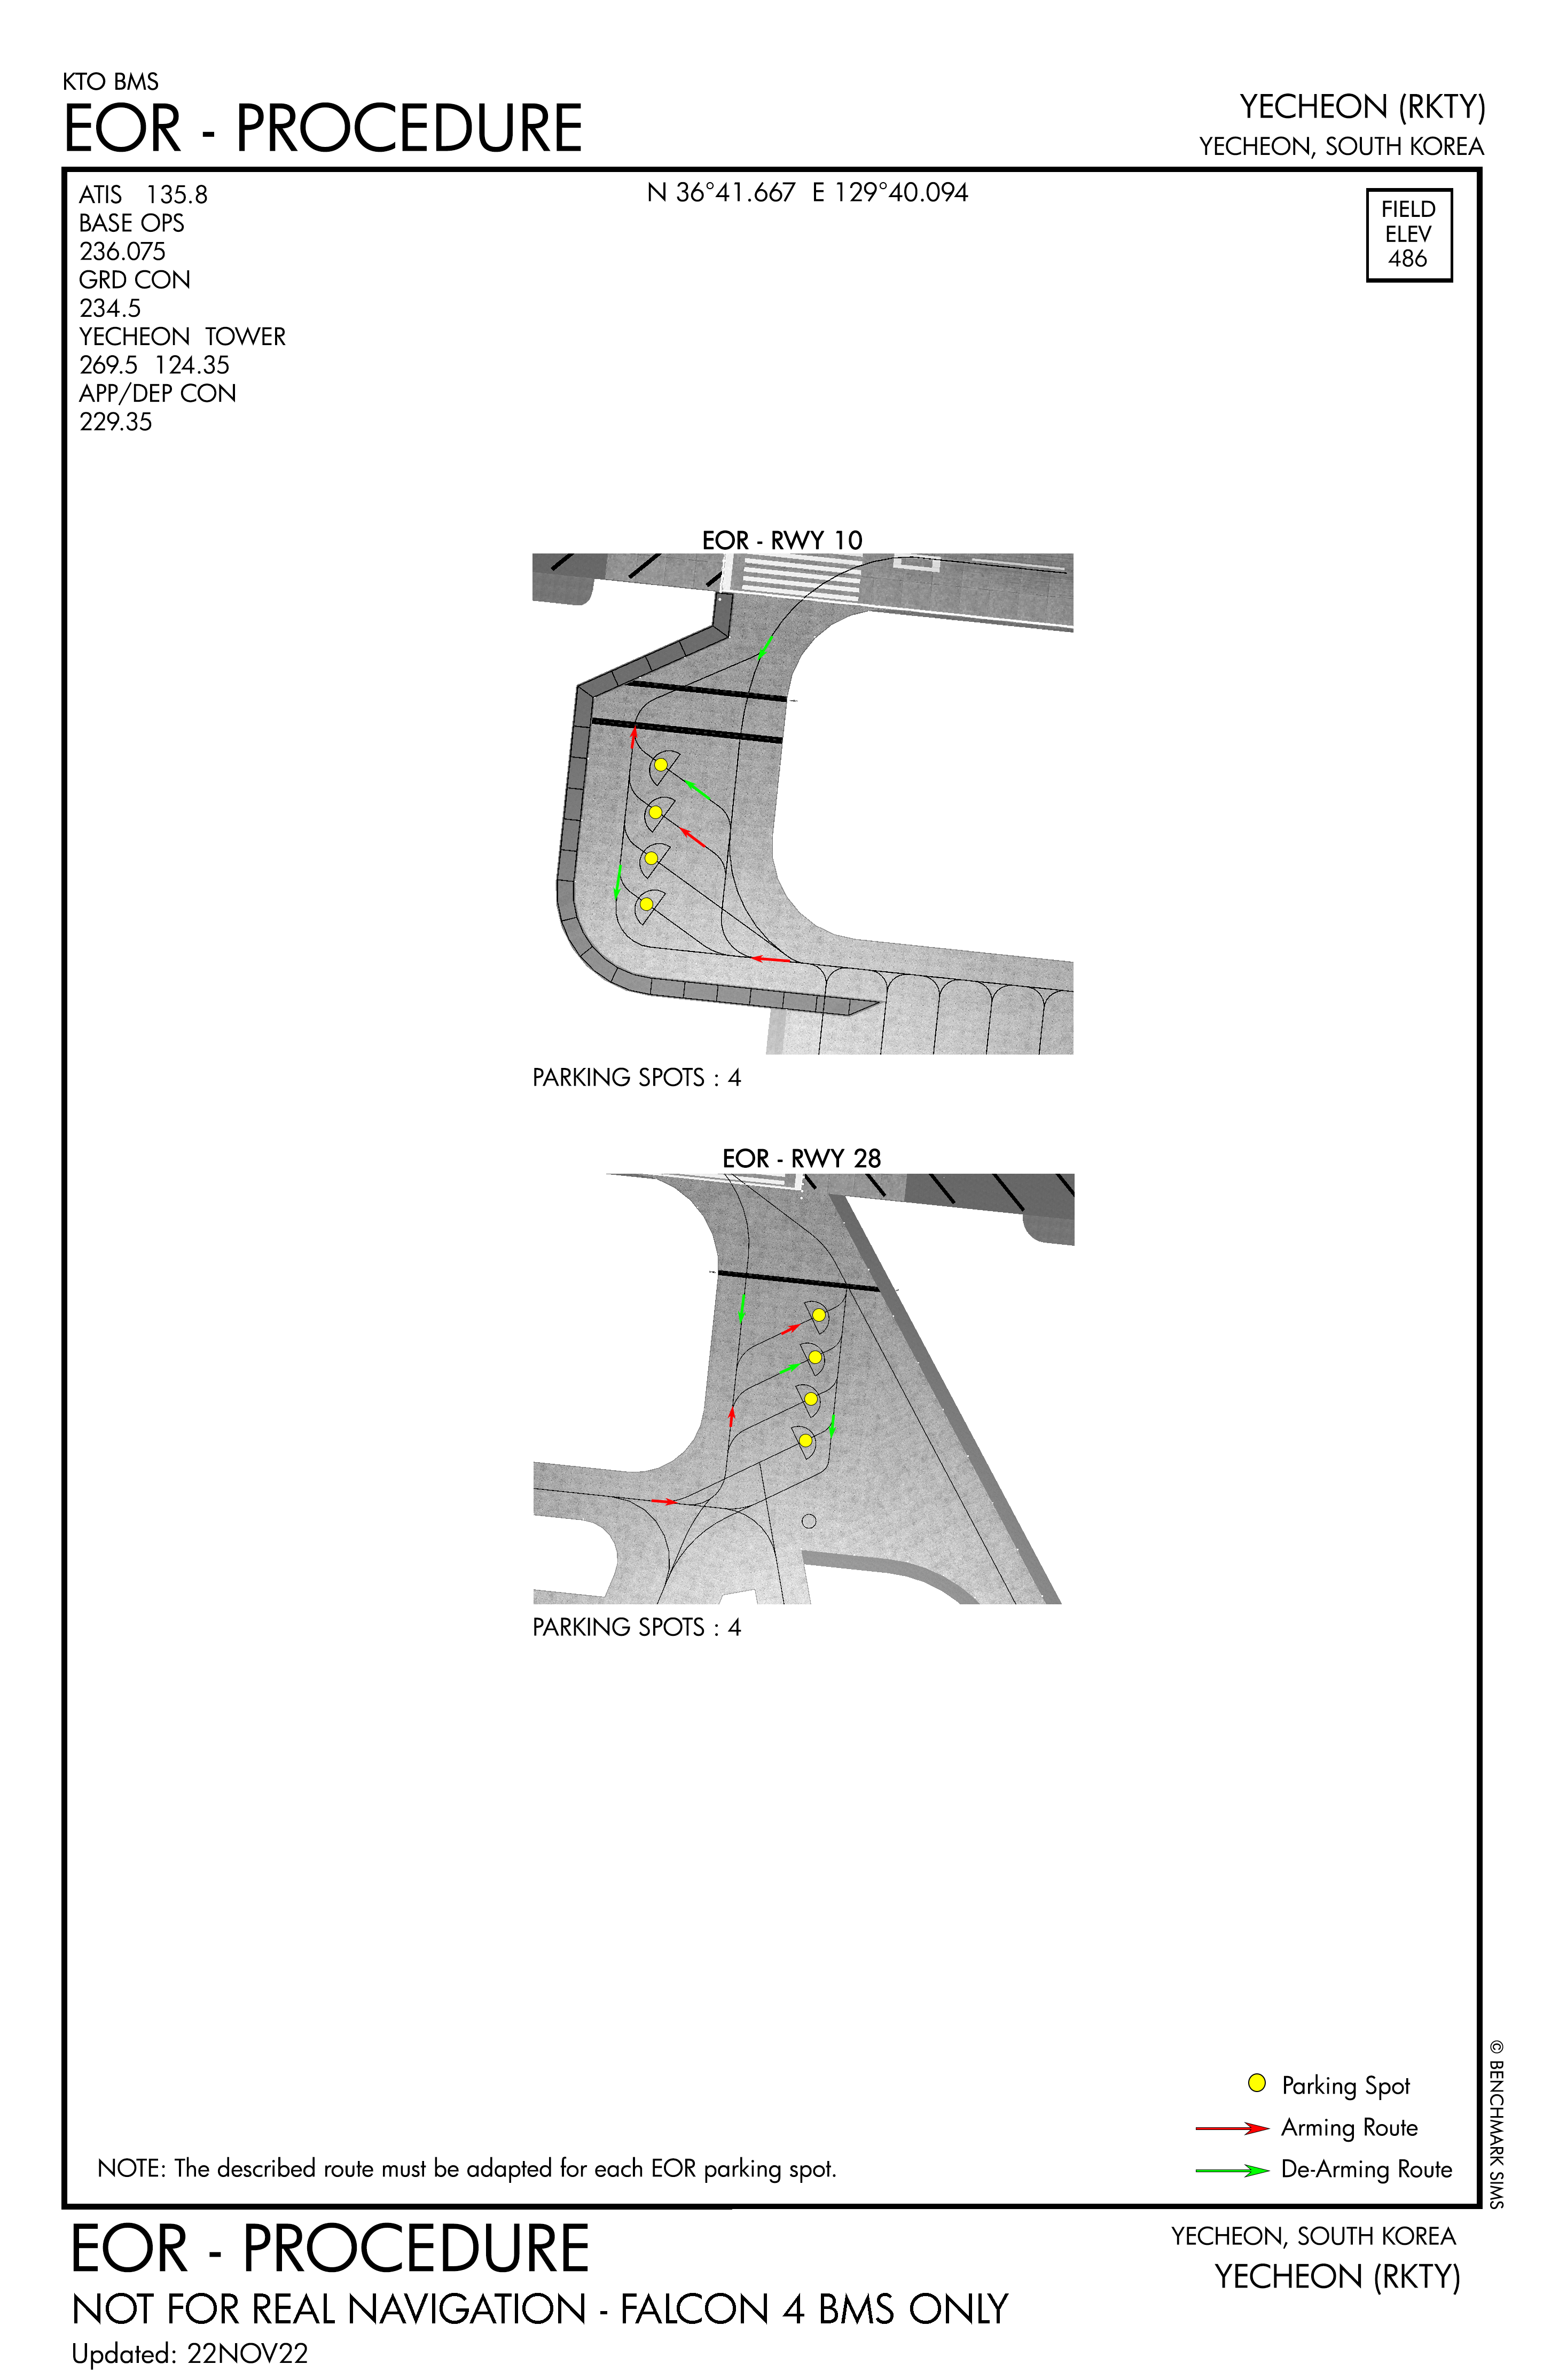 KTO BMS
EOR - PROCEDURE
YECHEON (RKTY)
YECHEON, SOUTH KOREA
ATIS 135.8
BASE OPS
236.075
GRD CON
234.5
YECHEON TOWER
269.5 124.35
APP/DEP CON
229.35
N 36°41.667 E 129°40.094
FIELD
ELEV
486
EOR - RWY 10
PARKING SPOTS : 4
EOR - RWY 28
PARKING SPOTS : 4
Parking Spot
Arming Route
De-Arming Route
NOTE: The described route must be adapted for each EOR parking spot.
© BENCHMARK SIMS
EOR - PROCEDURE
NOT FOR REAL NAVIGATION - FALCON 4 BMS ONLY
Updated: 22NOV22
YECHEON, SOUTH KOREA
YECHEON (RKTY)